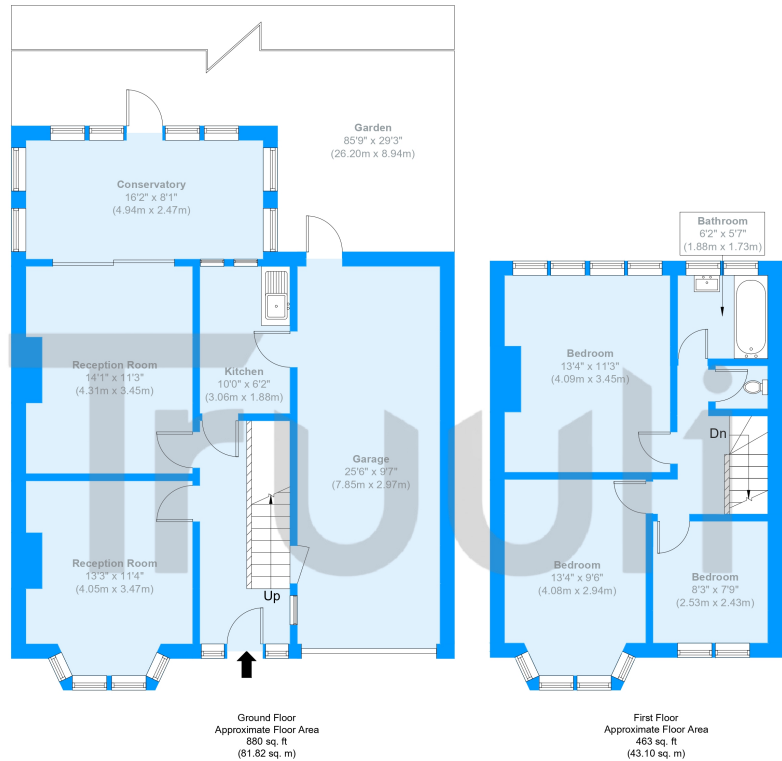 Garden
85'9" x 29'3"
(26.20m x 8.94m)
Conservatory
16'2" x 8'1"
(4.94m x 2.47m)
Bathroom
6'2" x 5'7"
(1.88m x 1.73m)
Reception Room
14'1" x 11'3"
(4.31m x 3.45m)
Kitchen
10'0" x 6'2"
(3.06m x 1.88m)
Bedroom
13'4" x 11'3"
(4.09m x 3.45m)
Truuli
Dn
Garage
25'6" x 9'7"
(7.85m x 2.97m)
Reception Room
13'3" x 11'4"
(4.05m x 3.47m)
Up
Bedroom
13'4" x 9'6"
(4.08m x 2.94m)
Bedroom
8'3" x 7'9"
(2.53m x 2.43m)
Ground Floor
Approximate Floor Area
880 sq. ft
(81.82 sq. m)
First Floor
Approximate Floor Area
463 sq. ft
(43.10 sq. m)